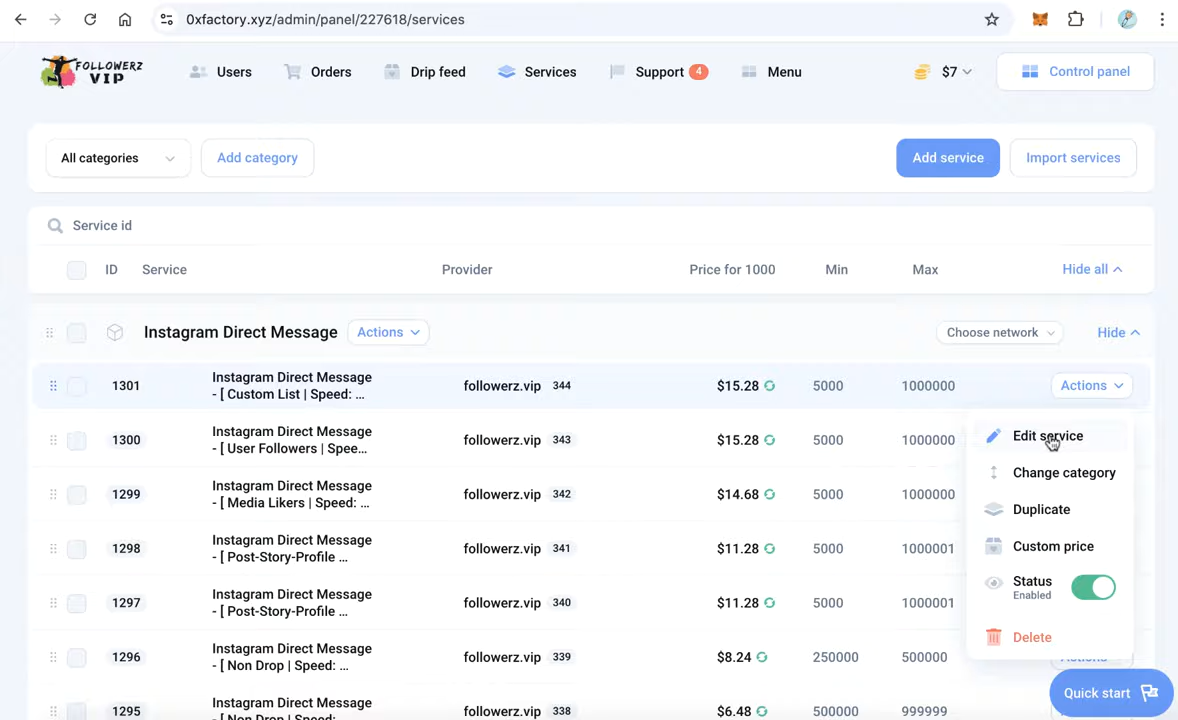 0xfactory.xyz/admin/panel/227618/services
FOLLOWERZ
VIP
Users
Orders
Drip feed
Services
Support 4
Menu
$7
Control panel
All categories
Add category
Add service
Import services
Service id
ID Service Provider Price for 1000 Min Max Hide all
Instagram Direct Message Actions Choose network Hide
1301 Instagram Direct Message followerz.vip 344 $15.28 5000 1000000 Actions
- [ Custom List | Speed: ...
1300 Instagram Direct Message followerz.vip 343 $15.28 5000 1000000
- [ User Followers | Spee...
1299 Instagram Direct Message followerz.vip 342 $14.68 5000 1000000
- [ Media Likers | Speed: ...
1298 Instagram Direct Message followerz.vip 341 $11.28 5000 1000001
- [ Post-Story-Profile ...
1297 Instagram Direct Message followerz.vip 340 $11.28 5000 1000001
- [ Post-Story-Profile ...
1296 Instagram Direct Message followerz.vip 339 $8.24 250000 500000 Actions
- [ Non Drop | Speed: ...
1295 Instagram Direct Message followerz.vip 338 $6.48 500000 999999
- [ Non Drop | Speed:
Edit service
Change category
Duplicate
Custom price
Status
Enabled
Delete
Quick start